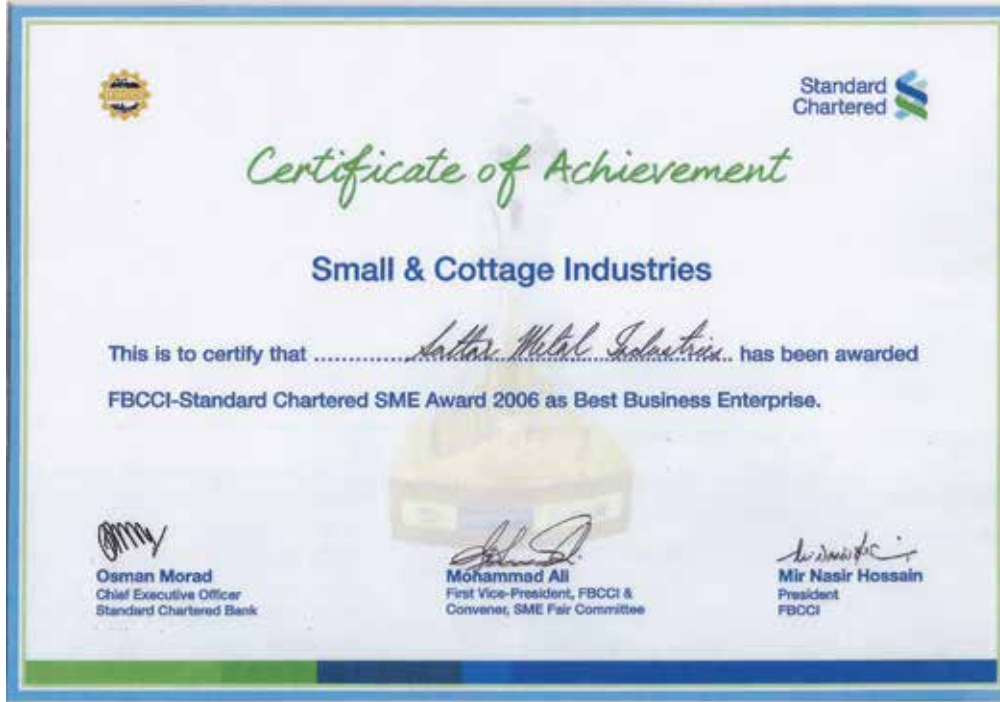 Standard
Chartered
Certificate of Achievement
Small & Cottage Industries
This is to certify that .............. Sattar Metal Industries has been awarded
FBCCI-Standard Chartered SME Award 2006 as Best Business Enterprise.
Osman Morad
Chief Executive Officer
Standard Chartered Bank
Mohammad Ali
First Vice-President, FBCCI &
Convener, SME Fair Committee
Mir Nasir Hossain
President
FBCCI